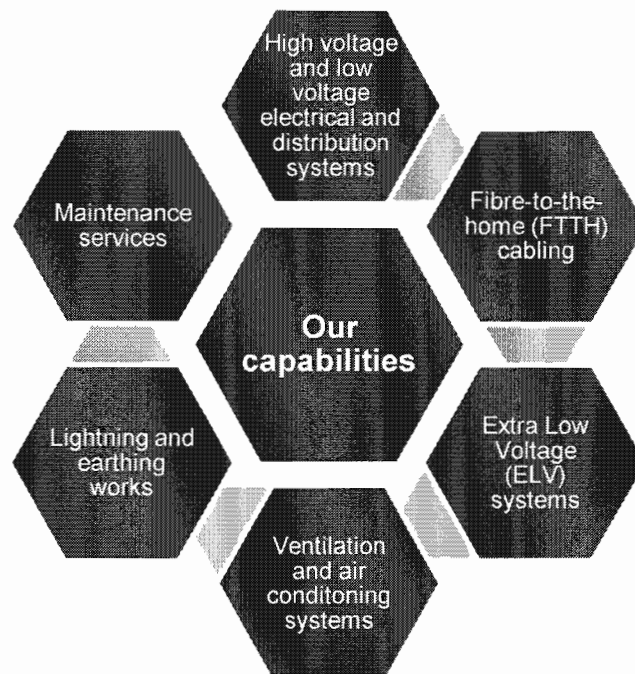 High voltage
and low
voltage
electrical and
distribution
systems
Fibre-to-the-
home (FTTH)
cabling
Extra Low
Voltage
(ELV)
systems
Ventilation
and air
conditoning
systems
Lightning and
earthing
works
Maintenance
services
Our
capabilities